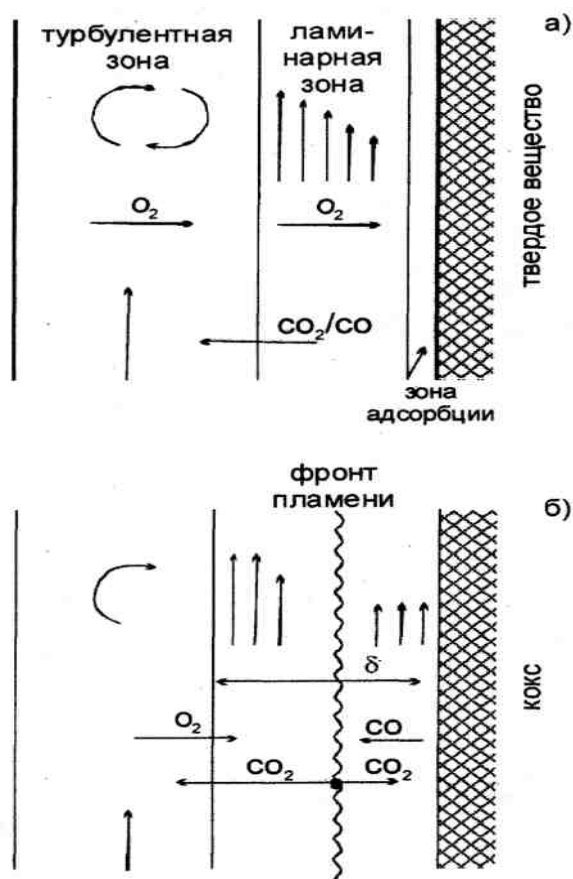 турбулентная
зона
лами-
нарная
зона
а)
O₂
O₂
CO₂/CO
зона
адсорбции
твердое вещество
фронт
пламени
б)
δ
O₂
CO
CO₂
CO₂
кокс